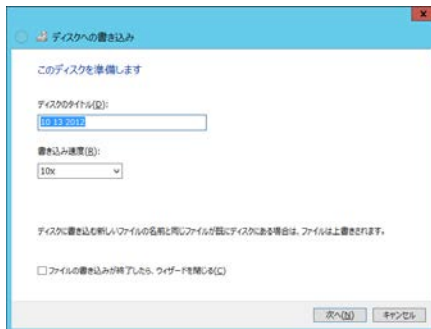 ディスクへの書き込み
このディスクを準備します
ディスクのタイトル(D):
10 13 2012
書き込み速度(R):
10x
ディスクに書き込む新しいファイルの名前と同じファイルが既にディスクにある場合は、ファイルは上書きされます。
ファイルの書き込みが終了したら、ウィザードを閉じる(C)
次へ(N)
キャンセル